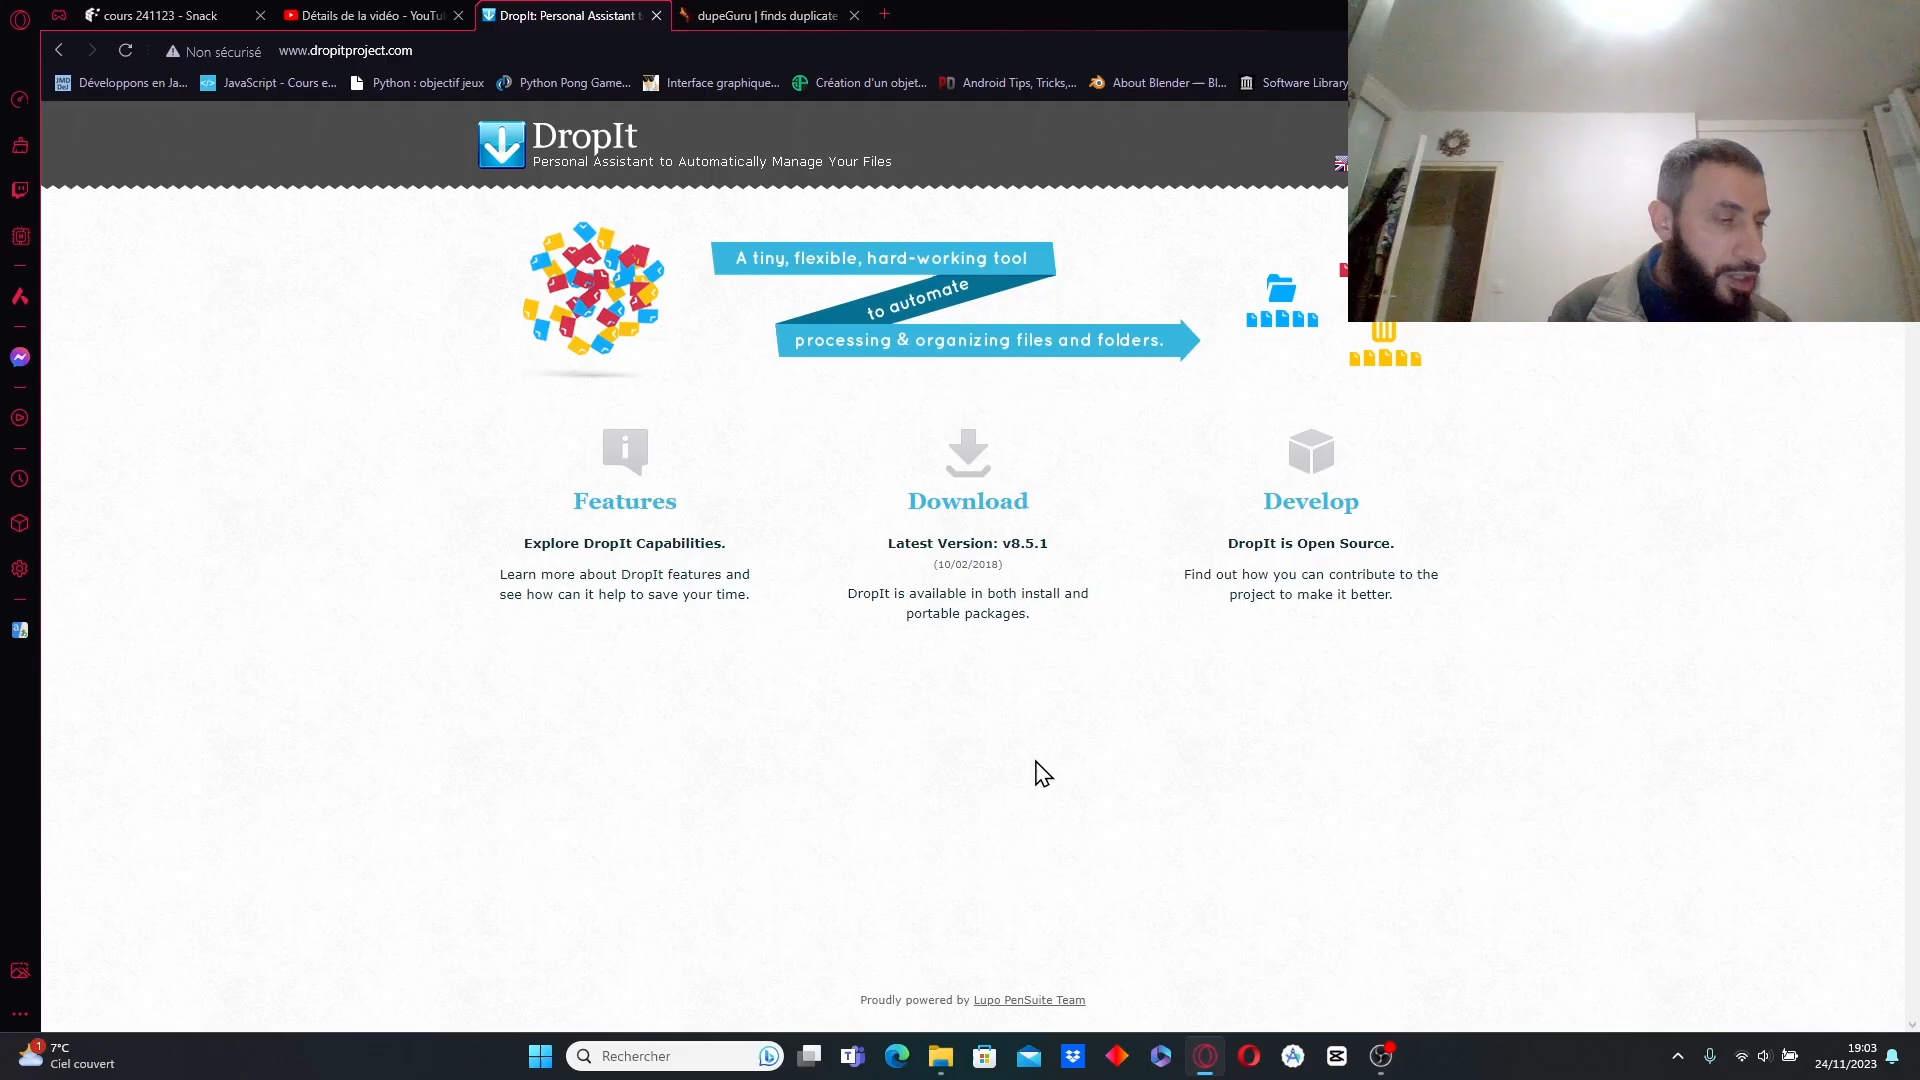 cours 241123 - Snack
Détails de la vidéo - YouTu
DropIt: Personal Assistant t
dupeGuru | finds duplicate
Non sécurisé
www.dropitproject.com
Développons en Ja...
JavaScript - Cours e...
Python : objectif jeux
Python Pong Game...
Interface graphique...
Création d'un objet...
Android Tips, Tricks,...
About Blender — Bl...
Software Library
DropIt
Personal Assistant to Automatically Manage Your Files
A tiny, flexible, hard-working tool
to automate
processing & organizing files and folders.
Features
Explore DropIt Capabilities.
Learn more about DropIt features and
see how can it help to save your time.
Download
Latest Version: v8.5.1
(10/02/2018)
DropIt is available in both install and
portable packages.
Develop
DropIt is Open Source.
Find out how you can contribute to the
project to make it better.
Proudly powered by Lupo PenSuite Team
1
7°C
Ciel couvert
Rechercher
19:03
24/11/2023